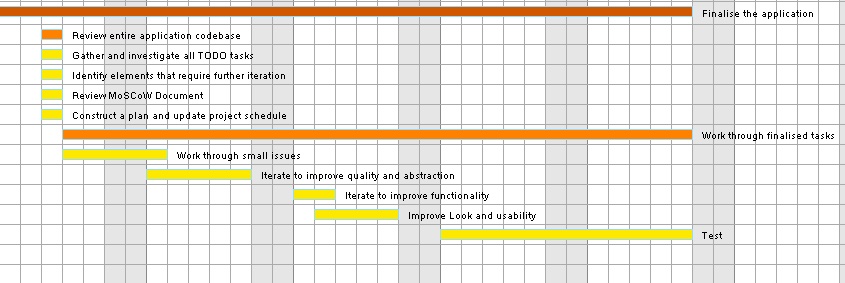 Finalise the application
Review entire application codebase
Gather and investigate all TODO tasks
Identify elements that require further iteration
Review MoSCoW Document
Construct a plan and update project schedule
Work through finalised tasks
Work through small issues
Iterate to improve quality and abstraction
Iterate to improve functionality
Improve Look and usability
Test